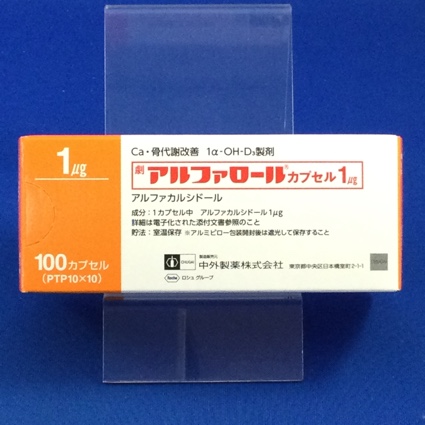 1μg
100カプセル
(PTP10×10)
Ca・骨代謝改善 1α-OH-D₃製剤
劇 アルファロール®カプセル1μg
アルファカルシドール
成分:1カプセル中 アルファカルシドール1μg
詳細は電子化された添付文書参照のこと
貯法:室温保存 ※アルミピロー包装開封後は遮光して保存すること
製造販売元
CHUGAI 中外製薬株式会社 東京都中央区日本橋室町2-1-1
Roche ロシュ グループ